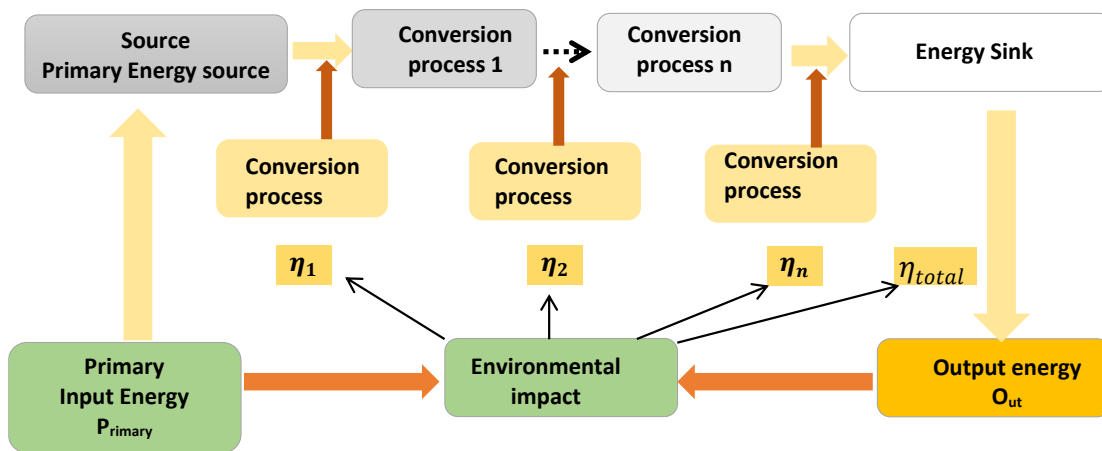 Source
Primary Energy source
Conversion
process 1
Conversion
process n
Energy Sink
Conversion
process
Conversion
process
Conversion
process
η1
η2
ηn
ηtotal
Primary
Input Energy
Primary
Environmental
impact
Output energy
Out